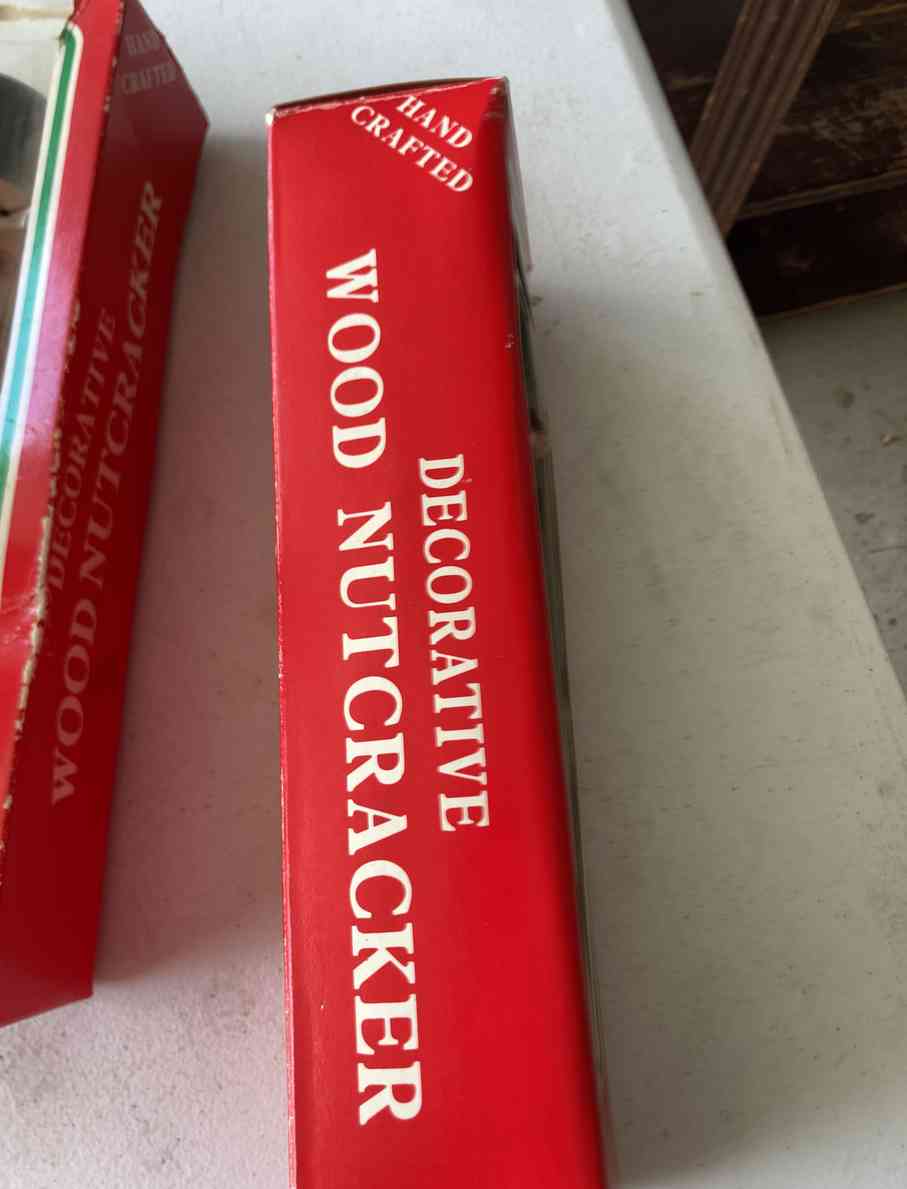 HAND
CRAFTED
DECORATIVE
WOOD NUTCRACKER
HAND
CRAFTED
DECORATIVE
WOOD NUTCRACKER